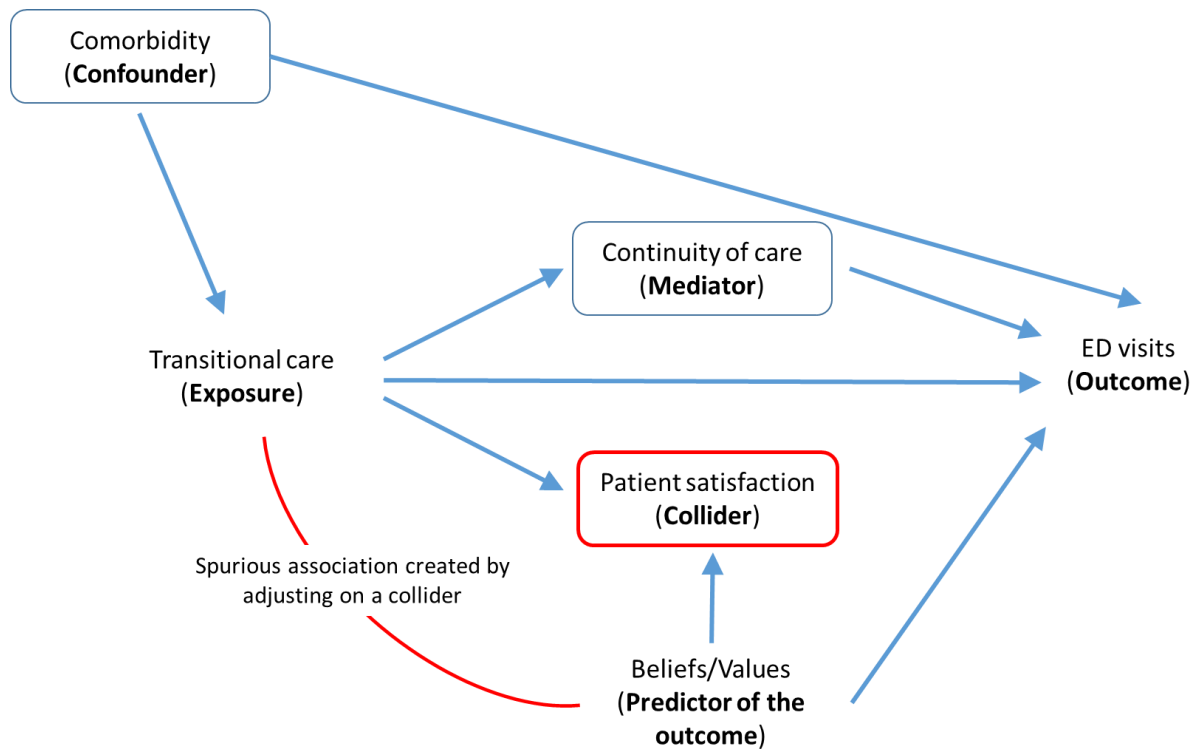 Comorbidity
(Confounder)
Continuity of care
(Mediator)
Transitional care
(Exposure)
ED visits
(Outcome)
Patient satisfaction
(Collider)
Spurious association created by
adjusting on a collider
Beliefs/Values
(Predictor of the
outcome)